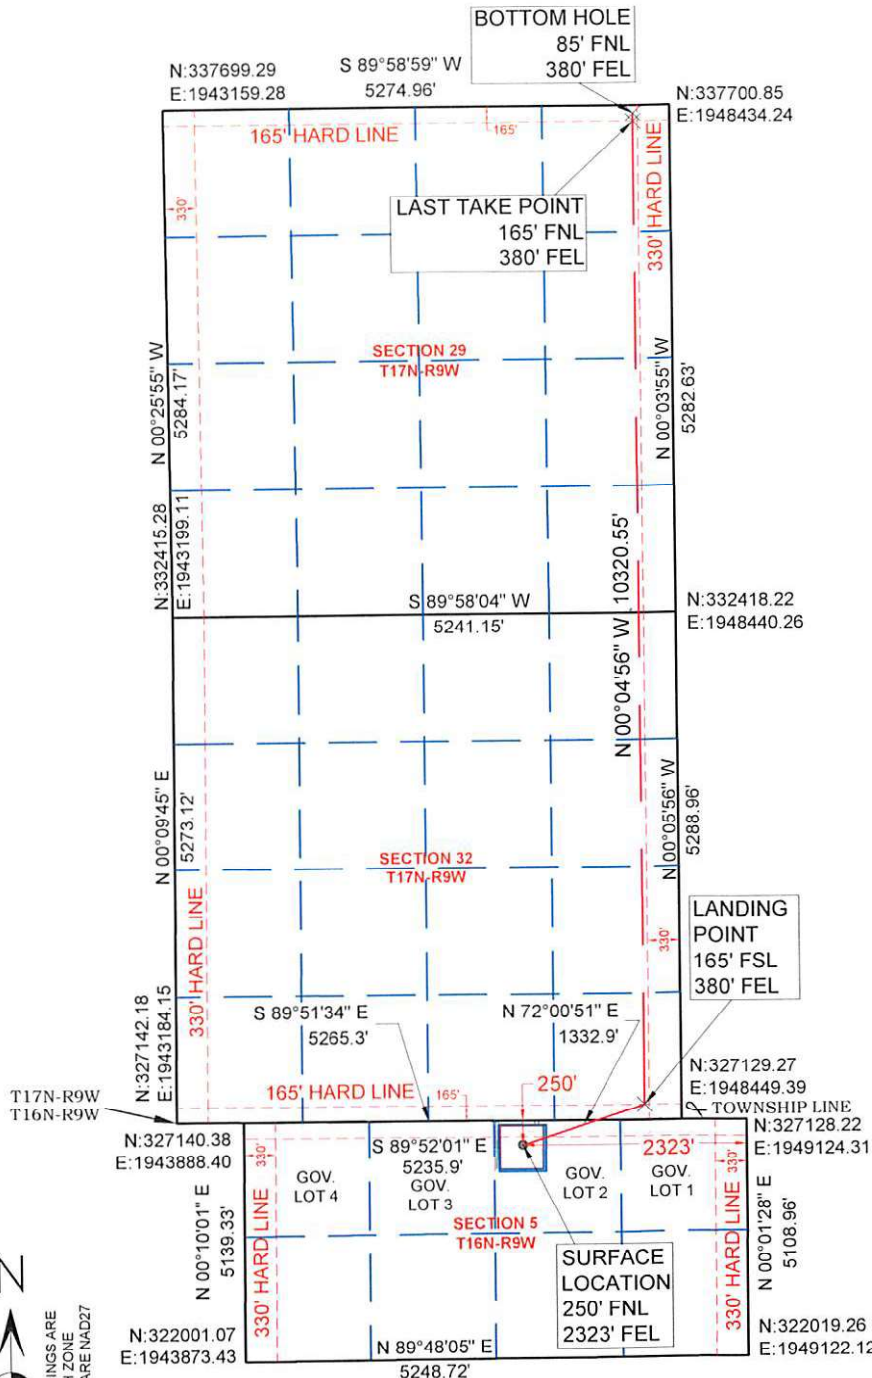 BOTTOM HOLE
85' FNL
380' FEL
N:337699.29
E:1943159.28
S 89°58'59" W
5274.96'
N:337700.85
E:1948434.24
165' HARD LINE
165'
330'
330' HARD LINE
LAST TAKE POINT
165' FNL
380' FEL
SECTION 29
T17N-R9W
N 00°25'55" W
5284.17'
N 00°03'55" W
5282.63'
N:332415.28
E:1943199.11
S 89°58'04" W
5241.15'
N 00°04'56" W 10320.55'
N:332418.22
E:1948440.26
N 00°09'45" E
5273.12'
SECTION 32
T17N-R9W
N 00°05'56" W
5288.96'
LANDING
POINT
165' FSL
380' FEL
330'
330' HARD LINE
N:327142.18
E:1943184.15
S 89°51'34" E
5265.3'
N 72°00'51" E
1332.9'
N:327129.27
E:1948449.39
165' HARD LINE
165'
250'
T17N-R9W
T16N-R9W
TOWNSHIP LINE
N:327140.38
E:1943888.40
S 89°52'01" E
5235.9'
2323'
N:327128.22
E:1949124.31
330'
330'
GOV.
LOT 4
GOV.
LOT 3
GOV.
LOT 2
GOV.
LOT 1
SECTION 5
T16N-R9W
N 00°10'01" E
5139.33'
330' HARD LINE
SURFACE
LOCATION
250' FNL
2323' FEL
330' HARD LINE
N 00°01'28" E
5108.96'
N:322001.07
E:1943873.43
N 89°48'05" E
5248.72'
N:322019.26
E:1949122.12
N
INGS ARE
ZONE
ARE NAD27